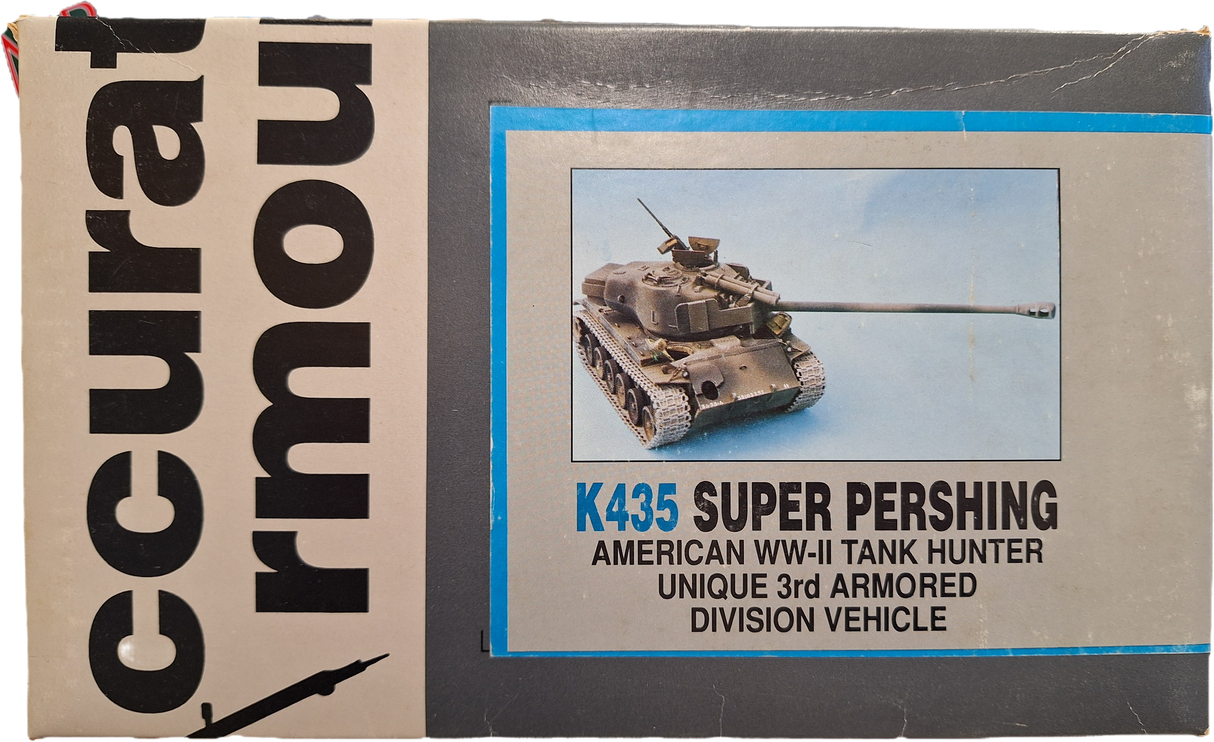 ccurat
rmou
K435 SUPER PERSHING
AMERICAN WW-II TANK HUNTER
UNIQUE 3rd ARMORED
DIVISION VEHICLE